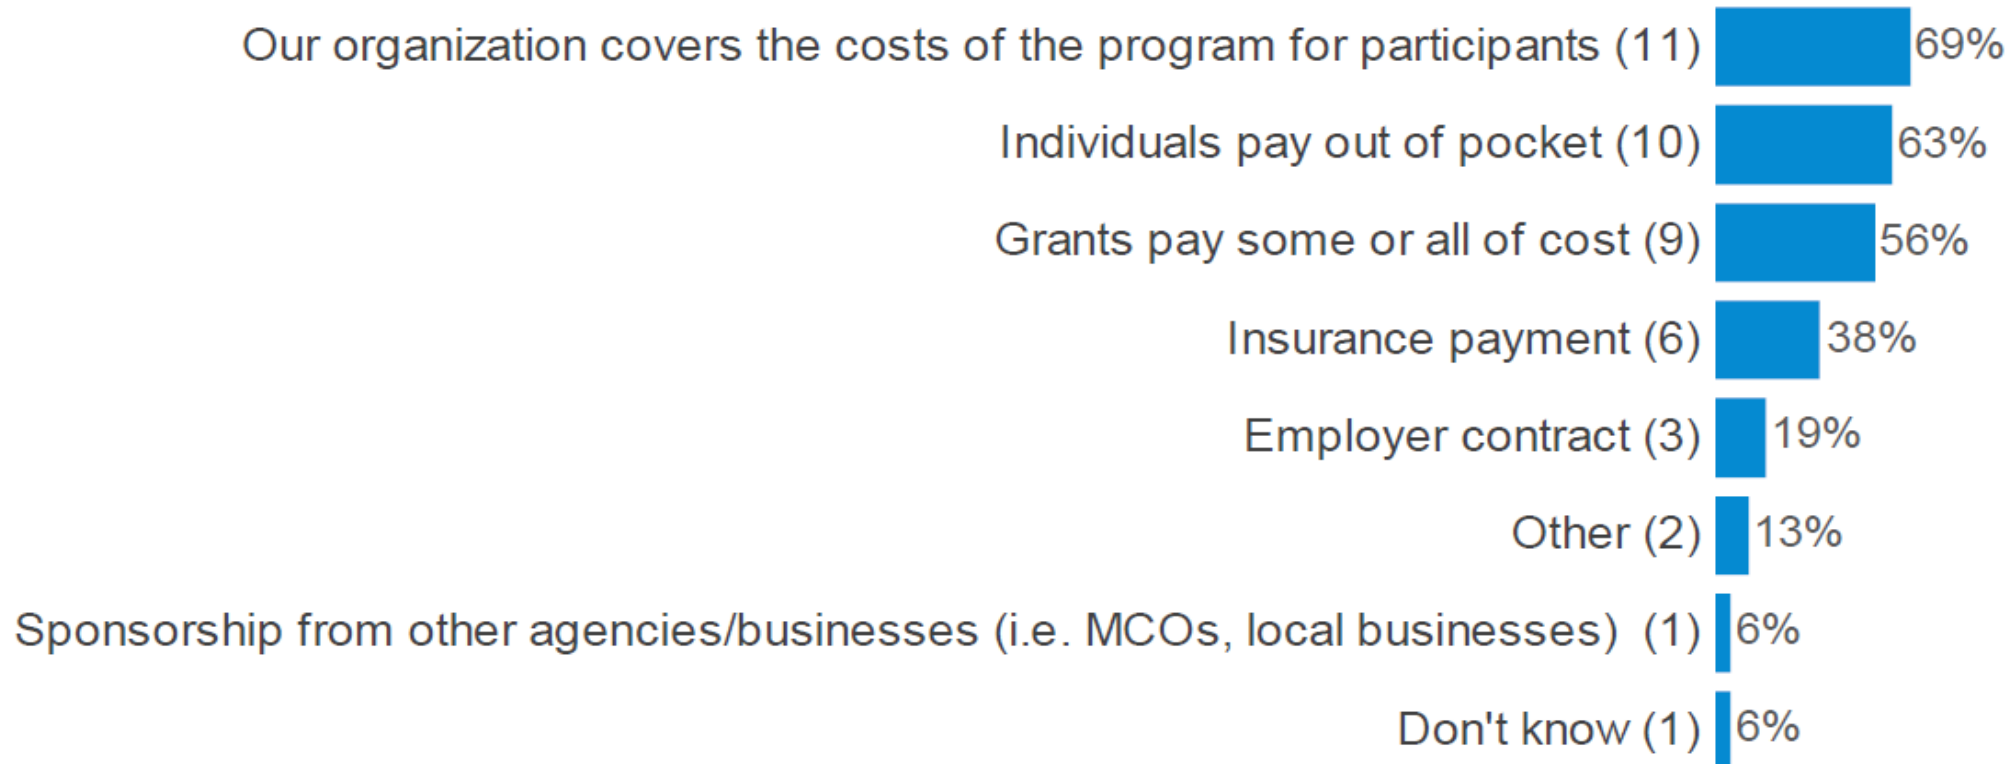 Our organization covers the costs of the program for participants (11) 69%
Individuals pay out of pocket (10) 63%
Grants pay some or all of cost (9) 56%
Insurance payment (6) 38%
Employer contract (3) 19%
Other (2) 13%
Sponsorship from other agencies/businesses (i.e. MCOs, local businesses) (1) 6%
Don't know (1) 6%